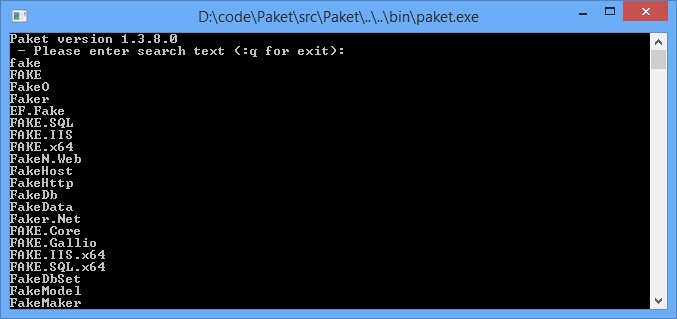 D:\code\Paket\src\Paket\..\..\bin\paket.exe
Paket version 1.3.8.0
 - Please enter search text (:q for exit):
fake
FAKE
FakeO
Faker
EF.Fake
FAKE.SQL
FAKE.IIS
FAKE.x64
FakeN.Web
FakeHost
FakeHttp
FakeDb
FakeData
Faker.Net
FAKE.Core
FAKE.Gallio
FAKE.IIS.x64
FAKE.SQL.x64
FakeDbSet
FakeModel
FakeMaker